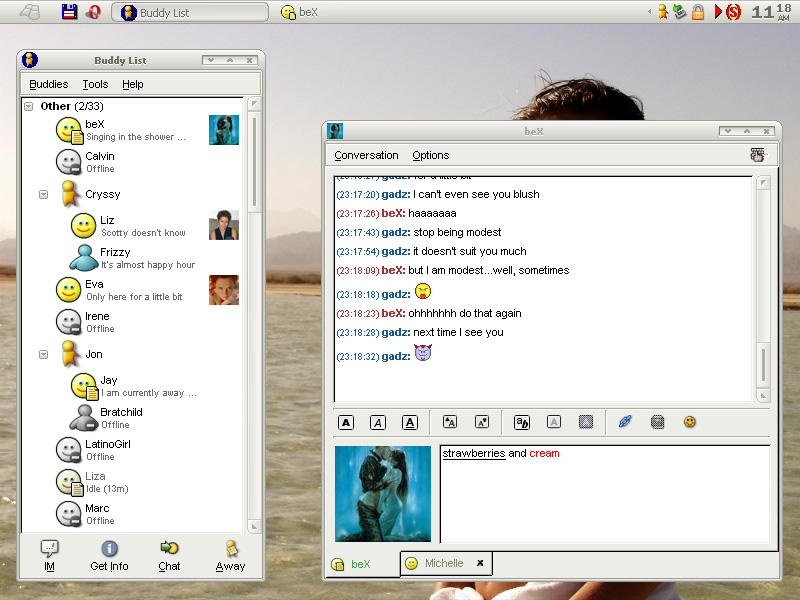 Buddy List
beX
11 18 AM
Buddy List
Buddies Tools Help
Other (2/33)
beX
Singing in the shower ...
Calvin
Offline
Cryssy
Liz
Scotty doesn't know
Frizzy
It's almost happy hour
Eva
Only here for a little bit
Irene
Offline
Jon
Jay
I am currently away ...
Bratchild
Offline
LatinoGirl
Offline
Liza
Idle (13m)
Marc
Offline
IM Get Info Chat Away
beX
Conversation Options
gadz: for a little bit
(23:17:20) gadz: I can't even see you blush
(23:17:26) beX: haaaaaaa
(23:17:43) gadz: stop being modest
(23:17:54) gadz: it doesn't suit you much
(23:18:09) beX: but I am modest...well, sometimes
(23:18:18) gadz:
(23:18:23) beX: ohhhhhhh do that again
(23:18:28) gadz: next time I see you
(23:18:32) gadz:
strawberries and cream
beX
Michelle